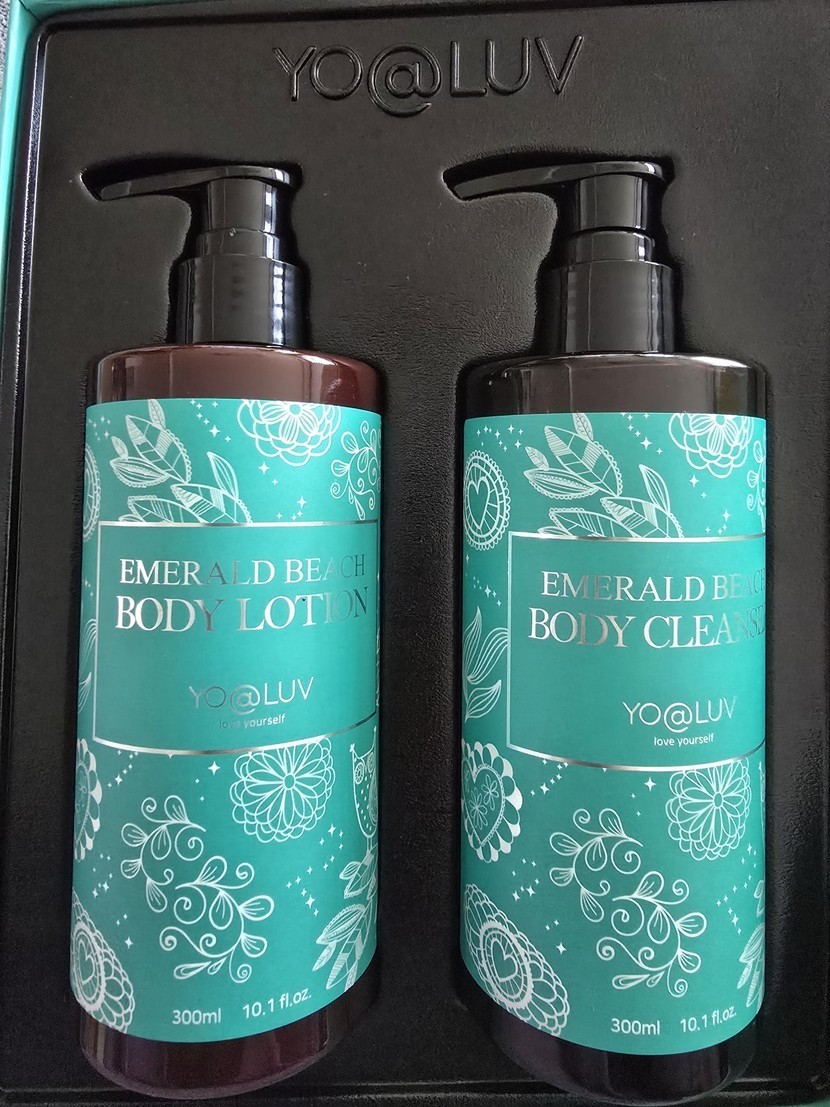 YO@LUV
EMERALD BEACH
BODY LOTION
YO@LUV
love yourself
300ml 10.1 fl.oz.
EMERALD BEAC
BODY CLEANSE
YO@LUV
love yourself
300ml 10.1 fl.oz.